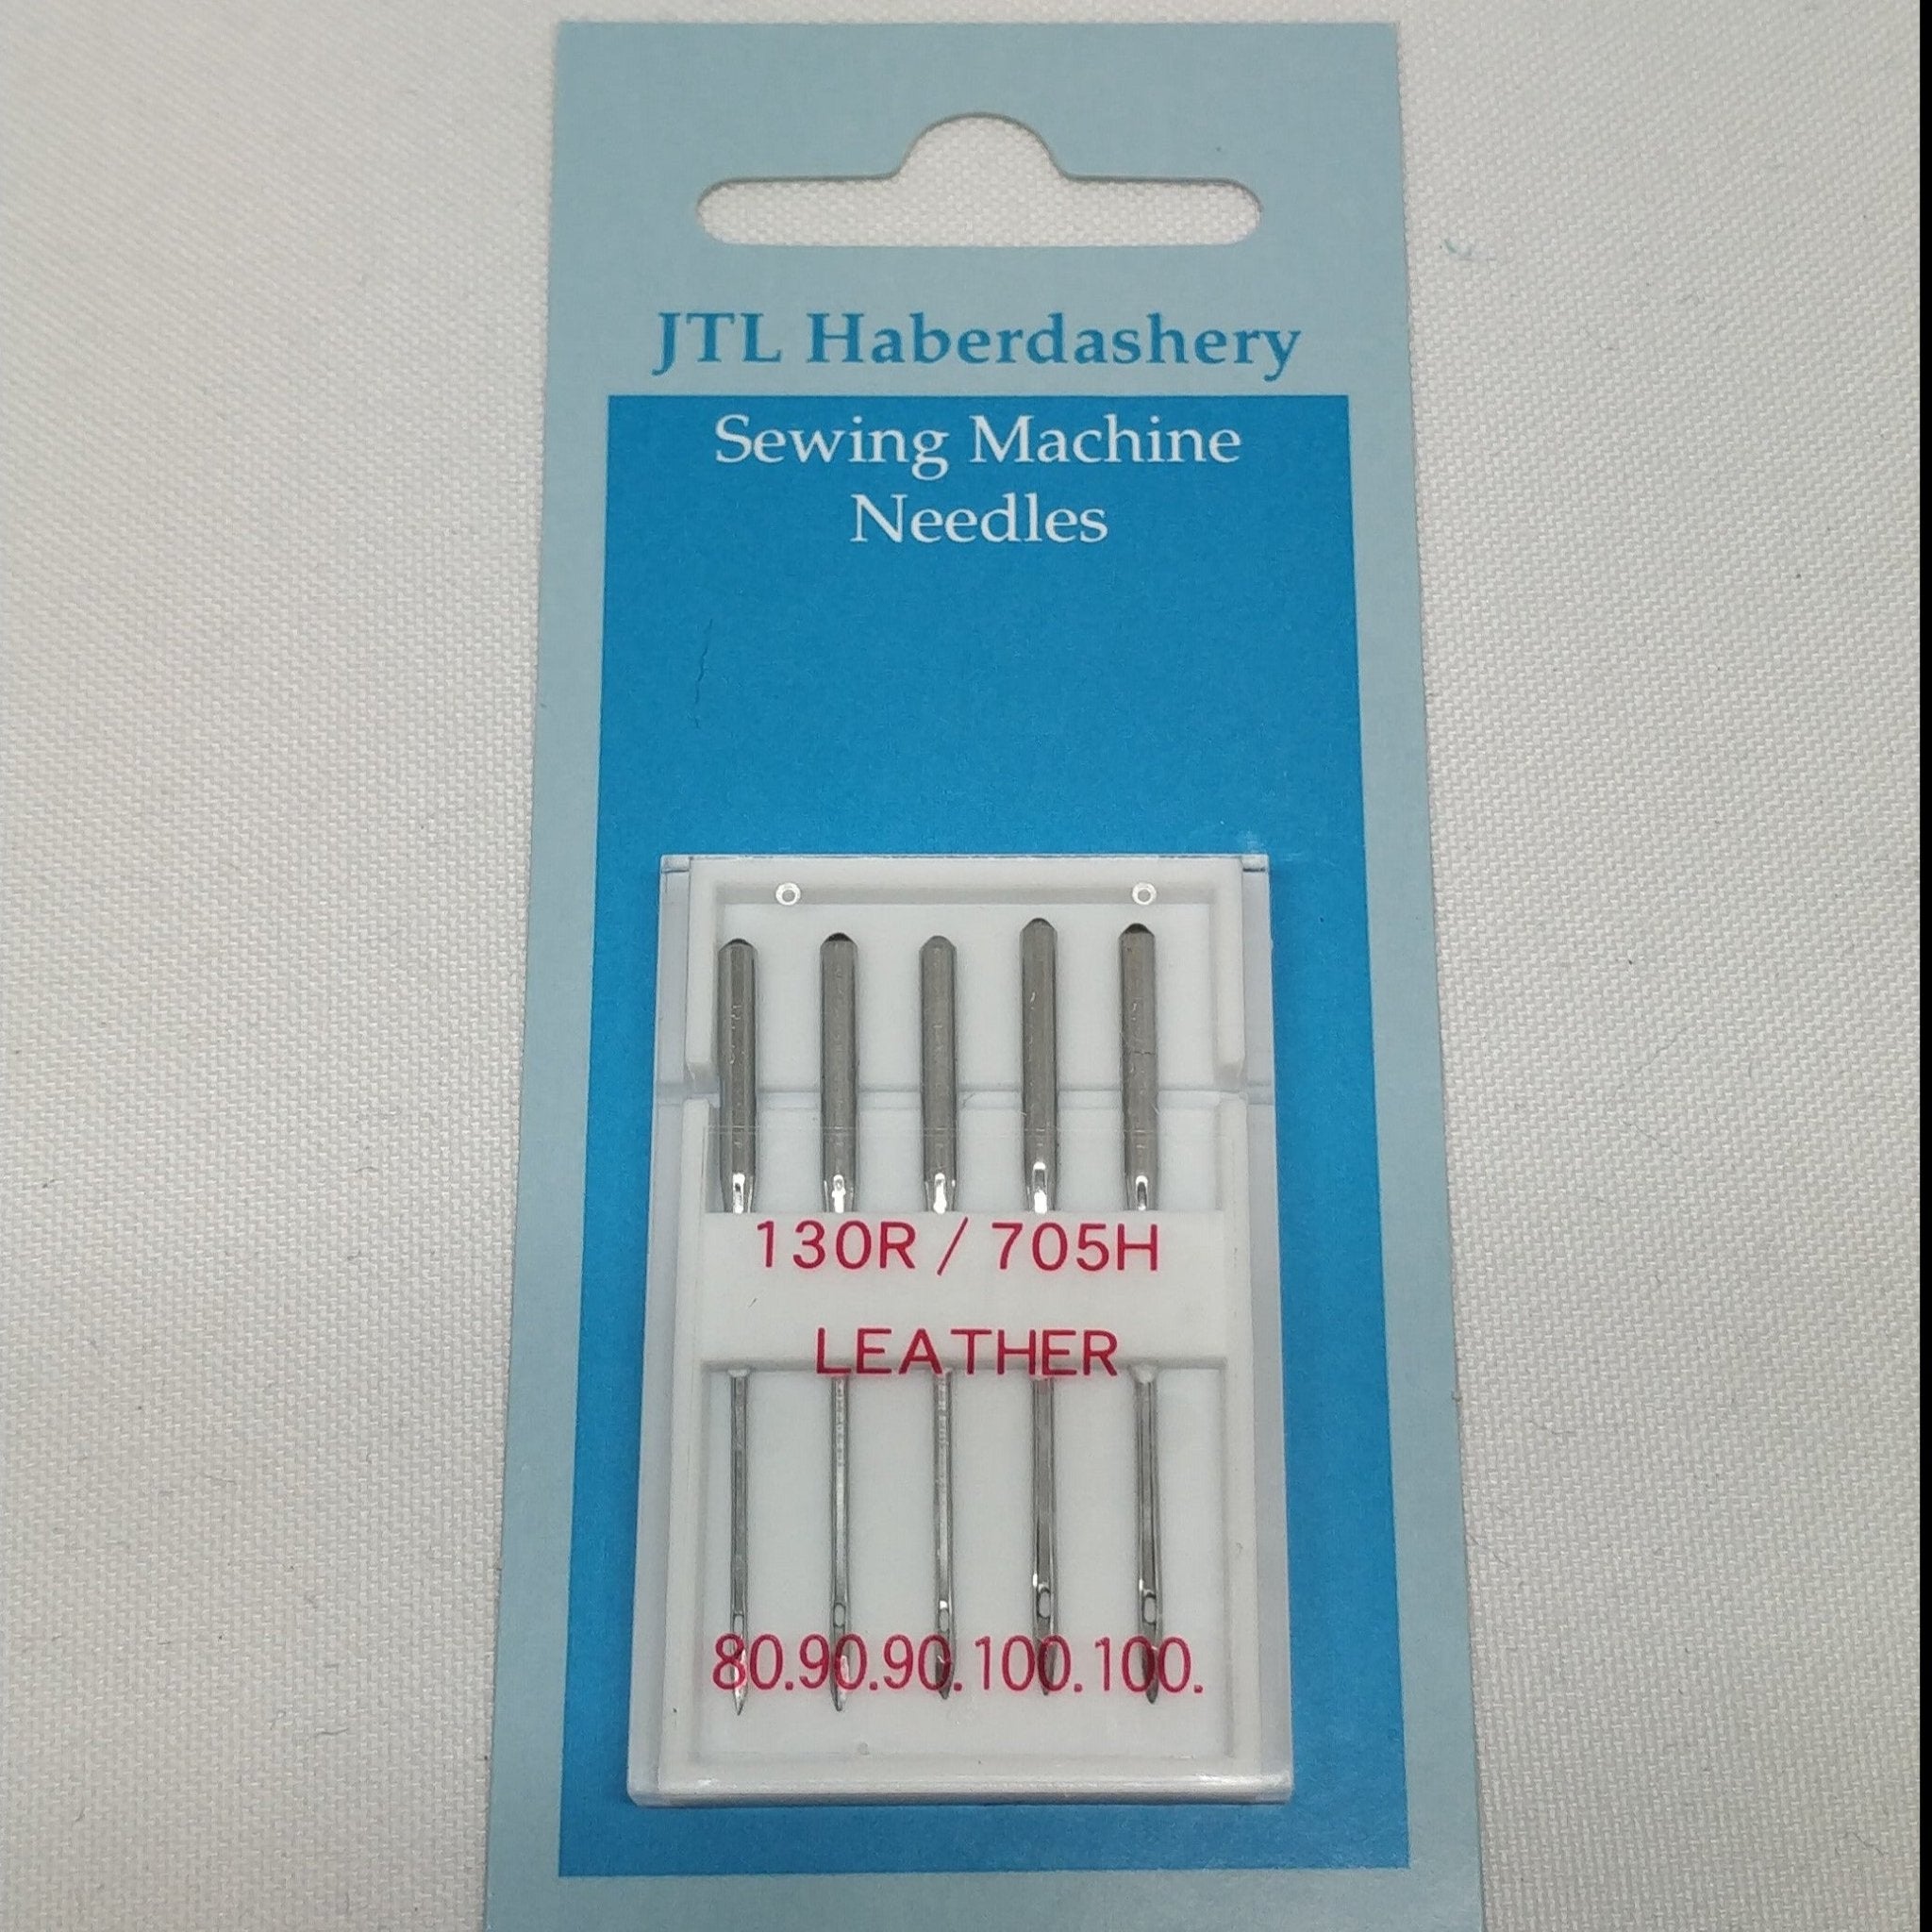 JTL Haberdashery
Sewing Machine
Needles
130R / 705H
LEATHER
80.90.90.100.100.